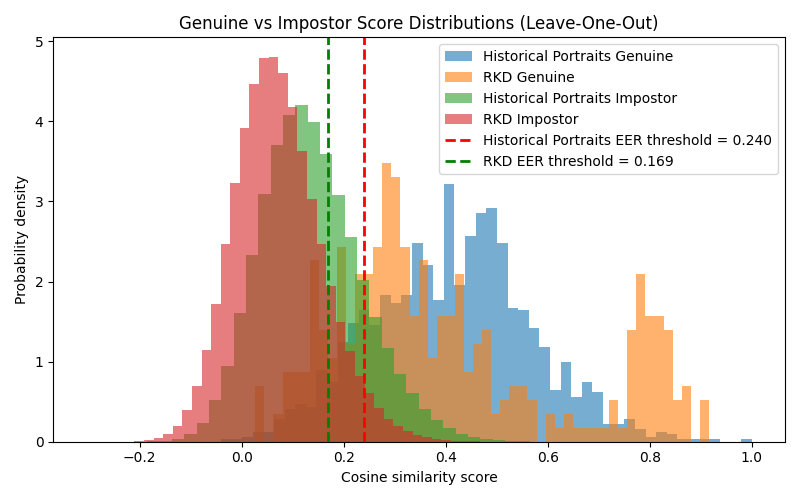 Genuine vs Impostor Score Distributions (Leave-One-Out)
Historical Portraits Genuine
RKD Genuine
Historical Portraits Impostor
RKD Impostor
Historical Portraits EER threshold = 0.240
RKD EER threshold = 0.169
Probability density
5
4
3
2
1
0
−0.2 0.0 0.2 0.4 0.6 0.8 1.0
Cosine similarity score